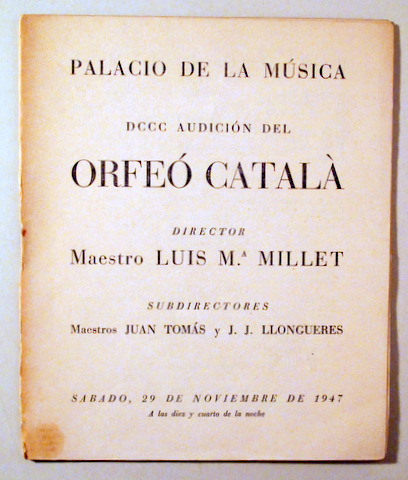 PALACIO DE LA MÚSICA
DCCC AUDICIÓN DEL
ORFEÓ CATALÀ
DIRECTOR
Maestro LUIS M.ª MILLET
SUBDIRECTORES
Maestros JUAN TOMÁS y J. J. LLONGUERES
SABADO, 29 DE NOVIEMBRE DE 1947
A las diez y cuarto de la noche